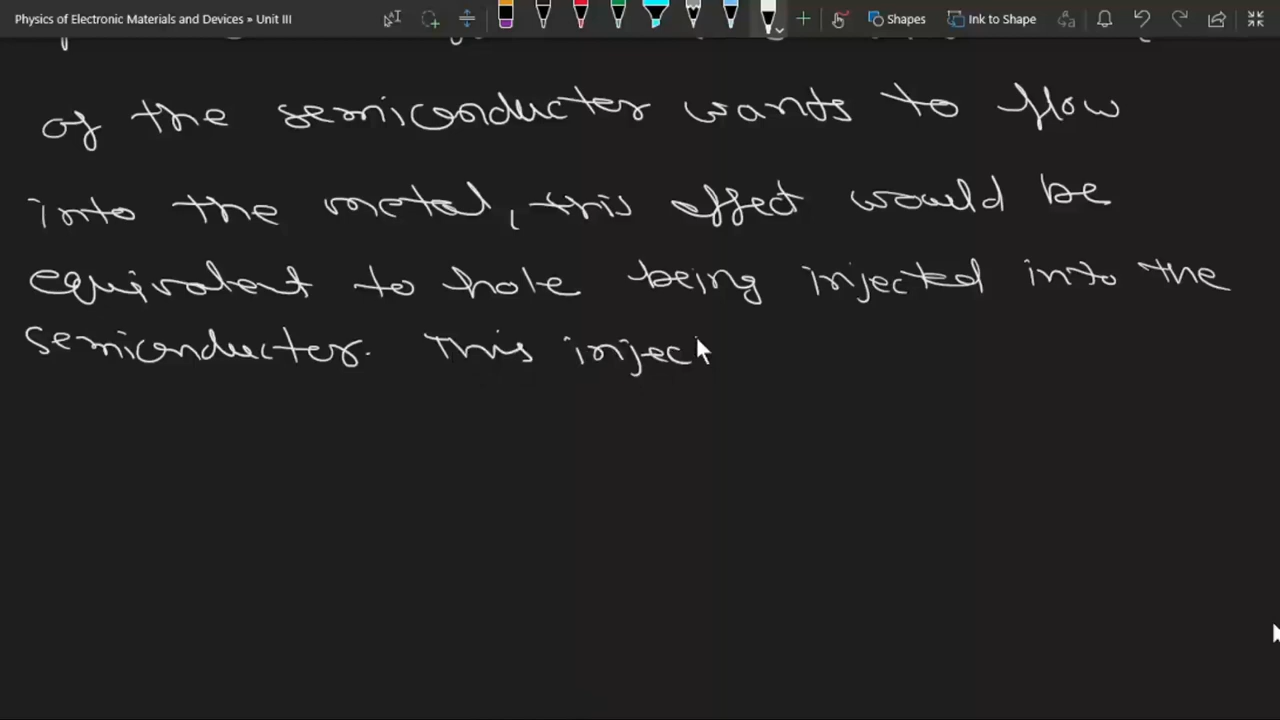 Physics of Electronic Materials and Devices » Unit III
Shapes
Ink to Shape
of the semiconductor wants to flow
into the metal, this effect would be
equivalent to hole being injected into the
semiconductor. This inject